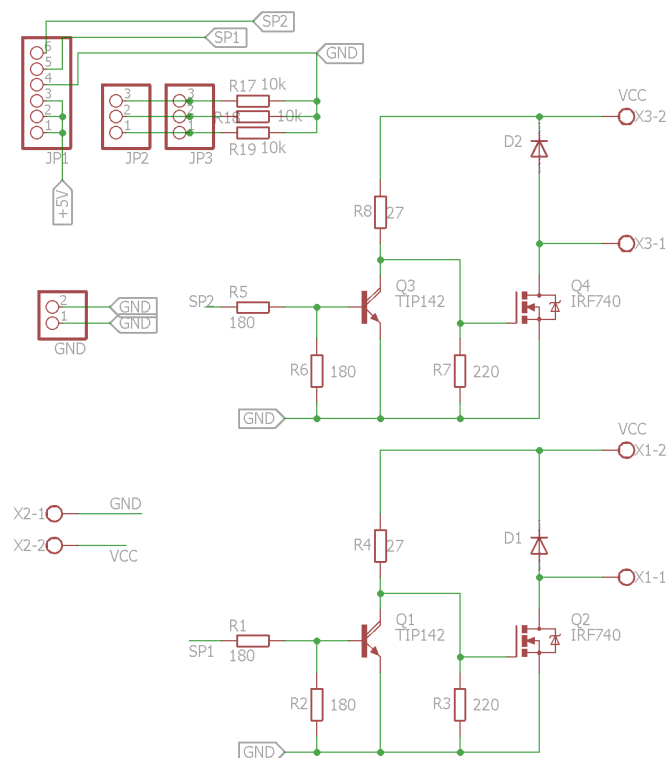 SP2
SP1
GND
6
5
4
3
2
1
JP1
+5V
3
2
1
JP2
3
2
1
JP3
R17 10k
R18 10k
R19 10k
VCC
X3-2
D2
X3-1
R8 27
Q3
TIP142
Q4
IRF740
SP2
R5
180
R6 180
R7 220
GND
2 GND
1 GND
GND
VCC
X1-2
D1
X1-1
R4 27
Q1
TIP142
Q2
IRF740
SP1
R1
180
R2 180
R3 220
GND
X2-1 GND
X2-2 VCC